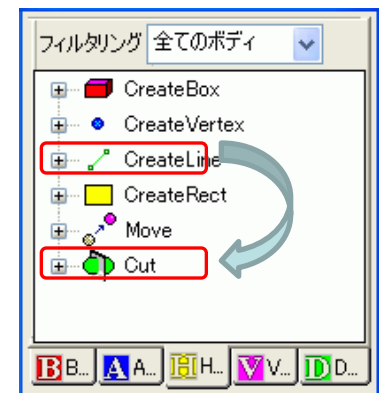 フィルタリング 全てのボディ
CreateBox
CreateVertex
CreateLine
CreateRect
Move
Cut
B B... A A... H H... V V... D D...